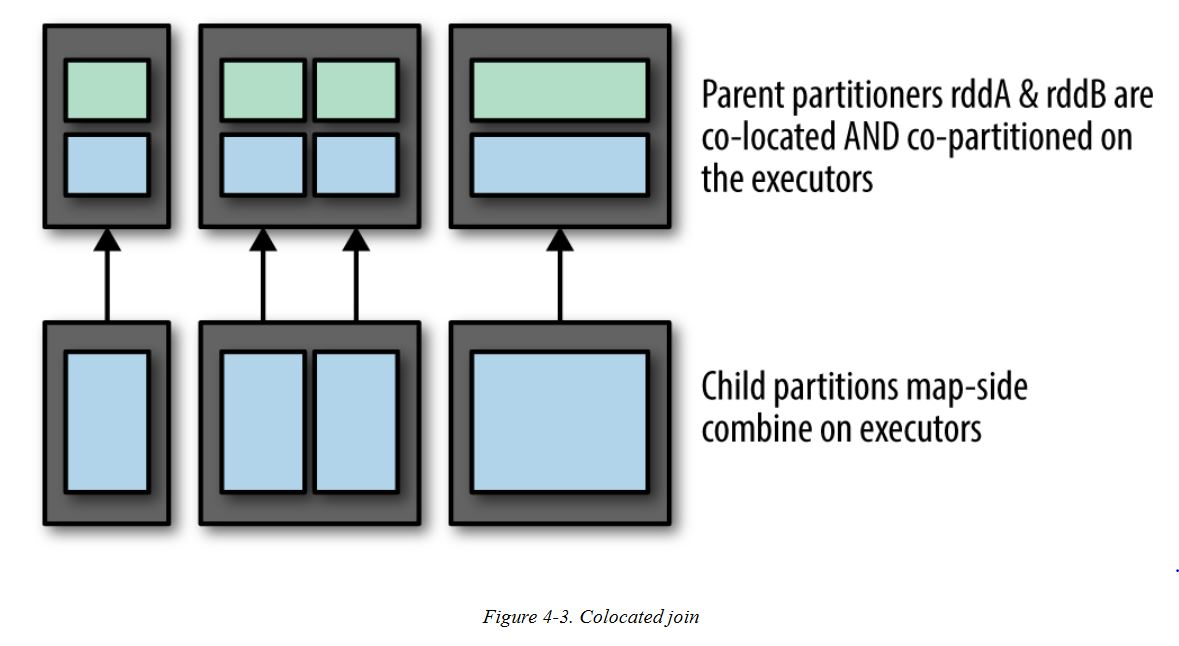 Parent partitioners rddA & rddB are
co-located AND co-partitioned on
the executors
Child partitions map-side
combine on executors
Figure 4-3. Colocated join